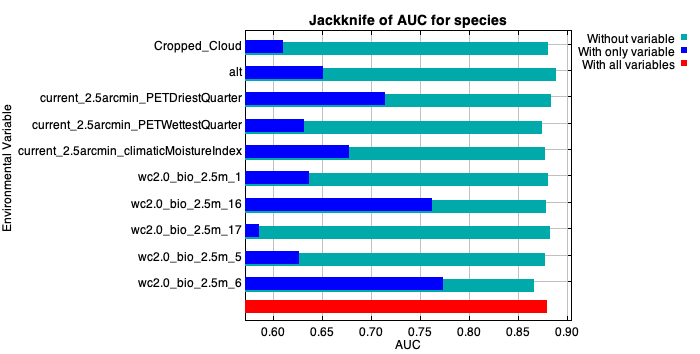 Jackknife of AUC for species
Without variable
With only variable
With all variables
Environmental Variable
Cropped_Cloud
alt
current_2.5arcmin_PETDriestQuarter
current_2.5arcmin_PETWettestQuarter
current_2.5arcmin_climaticMoistureIndex
wc2.0_bio_2.5m_1
wc2.0_bio_2.5m_16
wc2.0_bio_2.5m_17
wc2.0_bio_2.5m_5
wc2.0_bio_2.5m_6
0.60 0.65 0.70 0.75 0.80 0.85 0.90
AUC